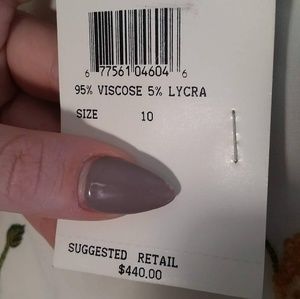 6 77561 04604 6
95% VISCOSE 5% LYCRA
SIZE 10
SUGGESTED RETAIL
$440.00